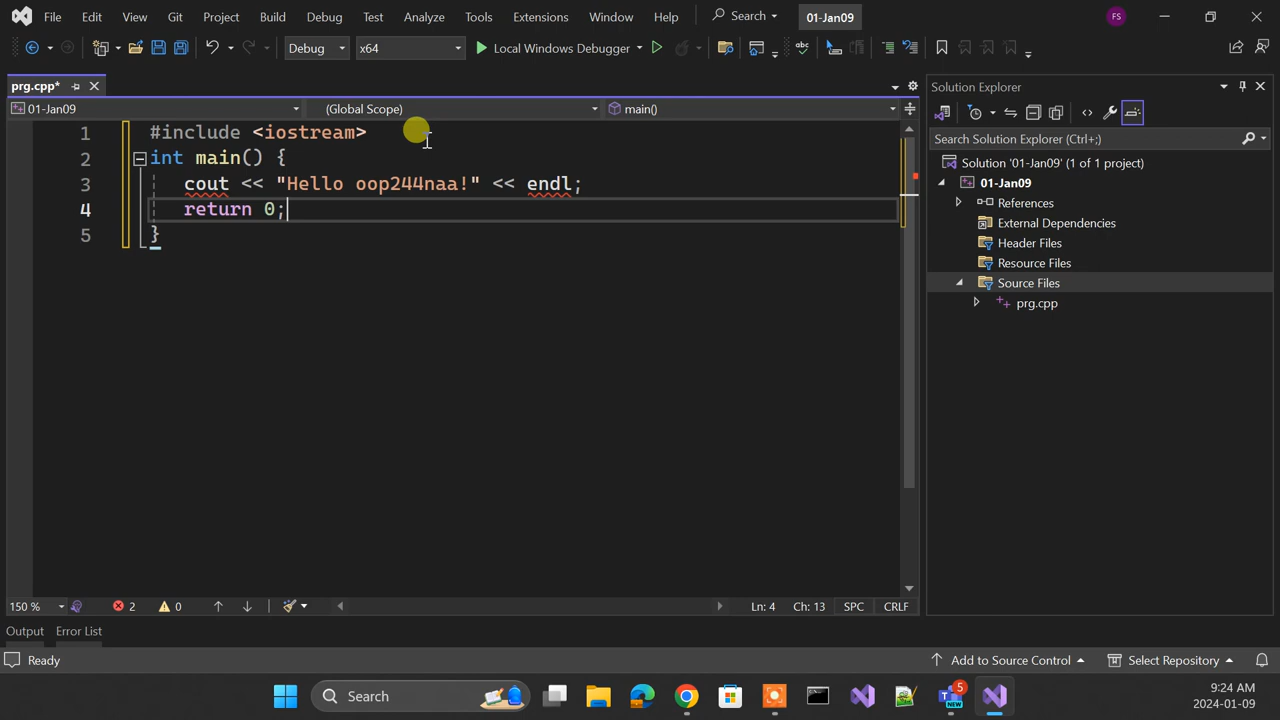 File Edit View Git Project Build Debug Test Analyze Tools Extensions Window Help Search 01-Jan09 FS
Debug x64 Local Windows Debugger
prg.cpp*
01-Jan09 (Global Scope) main()
1 #include <iostream>
2 int main() {
3 cout << "Hello oop244naa!" << endl;
4 return 0;
5 }
Solution Explorer
Search Solution Explorer (Ctrl+;)
Solution '01-Jan09' (1 of 1 project)
01-Jan09
References
External Dependencies
Header Files
Resource Files
Source Files
prg.cpp
150 % 2 0 Ln: 4 Ch: 13 SPC CRLF
Output Error List
Ready Add to Source Control Select Repository
Search 5 NEW 9:24 AM
2024-01-09